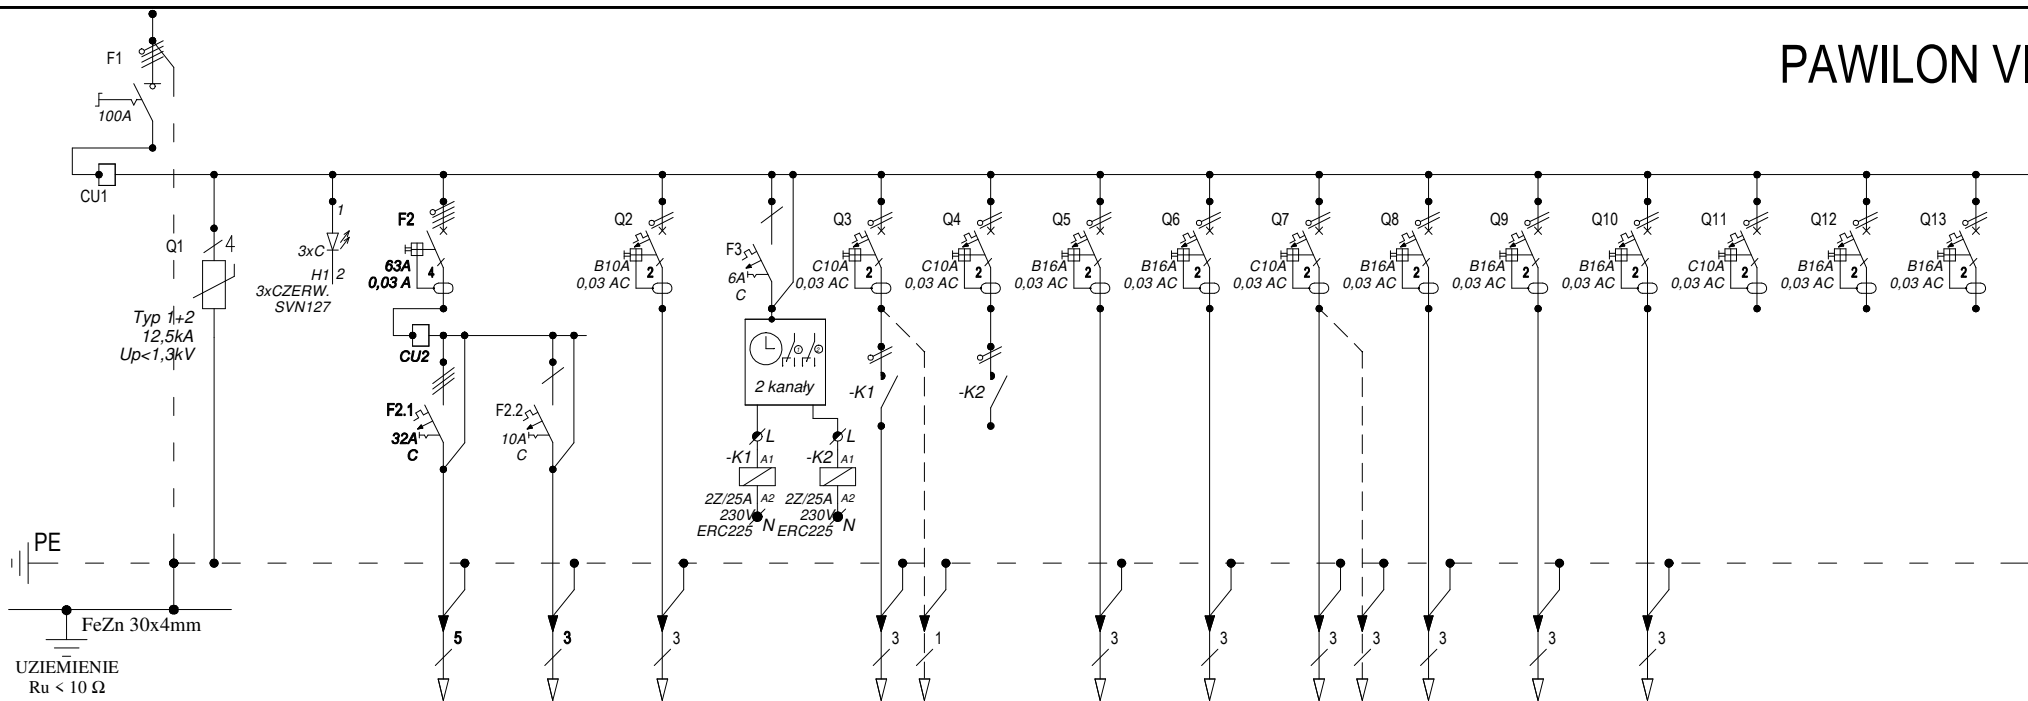 PAWILON VI
F1
100A
CU1
Q1
4
Typ 1+2
12,5kA
Up<1,3kV
1
3xC
H1 2
3xCZERW.
SVN127
F2
63A
4
0,03 A
CU2
F2.1
32A
C
F2.2
10A
C
Q2
B10A
2
0,03 AC
F3
6A
C
2 kanały
L
-K1 A1
2Z/25A A2
230V
ERC225 N
L
-K2 A1
2Z/25A A2
230V
ERC225 N
Q3
C10A
2
0,03 AC
-K1
Q4
C10A
2
0,03 AC
-K2
Q5
B16A
2
0,03 AC
Q6
B16A
2
0,03 AC
Q7
C10A
2
0,03 AC
Q8
B16A
2
0,03 AC
Q9
B16A
2
0,03 AC
Q10
B16A
2
0,03 AC
Q11
C10A
2
0,03 AC
Q12
B16A
2
0,03 AC
Q13
B16A
2
0,03 AC
PE
FeZn 30x4mm
UZIEMIENIE
Ru < 10 Ω
5 3 3 3 1 3 3 3 3 3 3 3